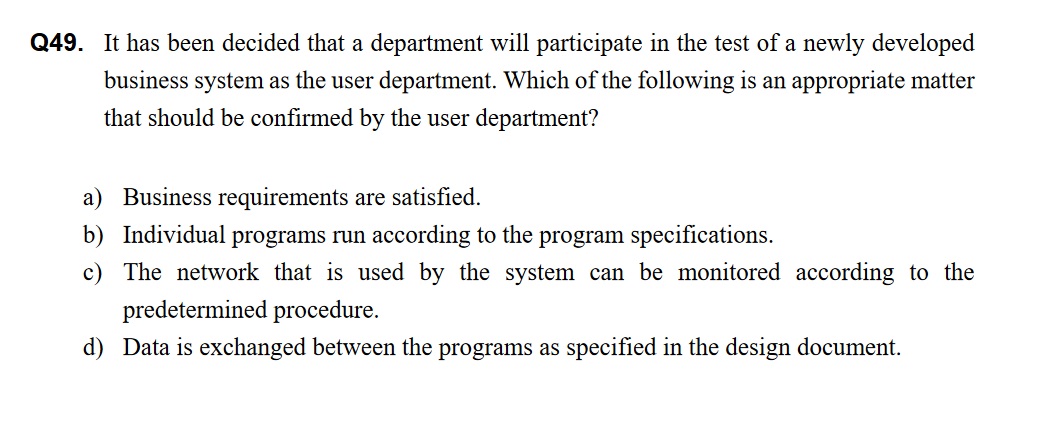 Q49. It has been decided that a department will participate in the test of a newly developed
business system as the user department. Which of the following is an appropriate matter
that should be confirmed by the user department?
a) Business requirements are satisfied.
b) Individual programs run according to the program specifications.
c) The network that is used by the system can be monitored according to the
predetermined procedure.
d) Data is exchanged between the programs as specified in the design document.